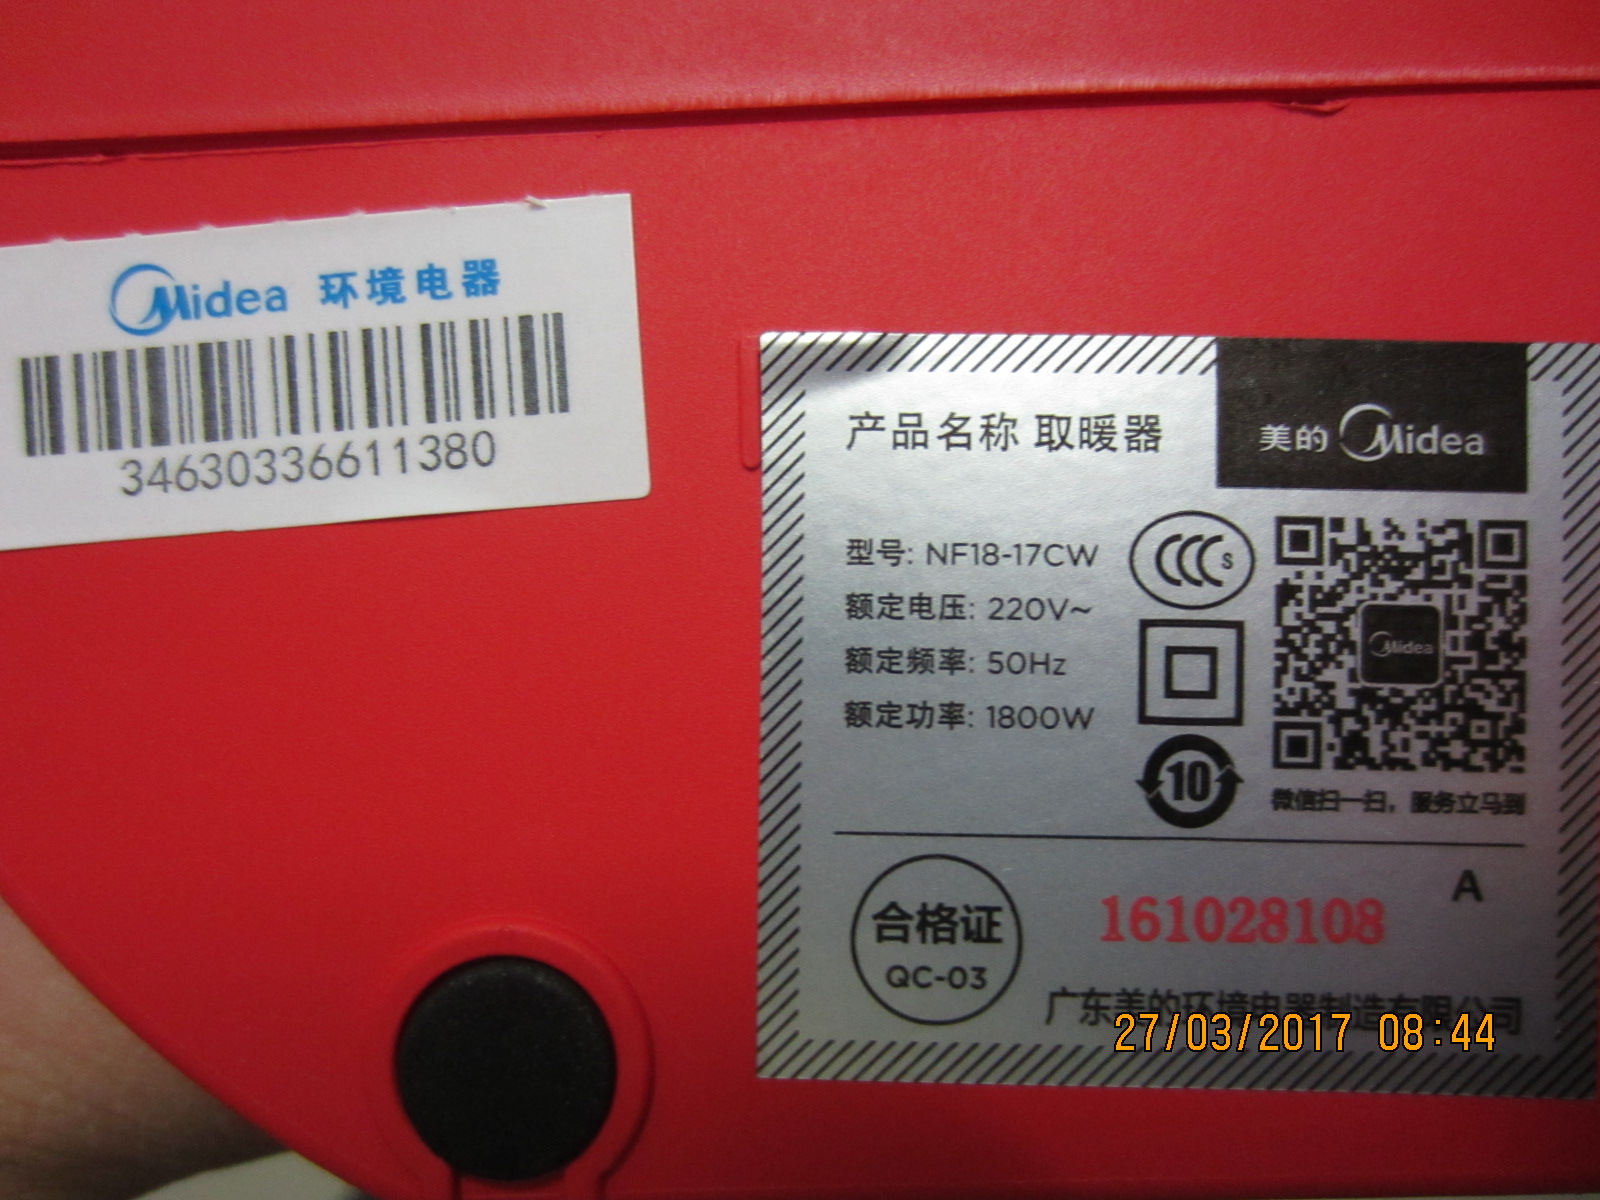 Midea 环境电器
34630336611380
产品名称 取暖器
美的 Midea
型号: NF18-17CW
额定电压: 220V~
额定频率: 50Hz
额定功率: 1800W
CCC S
10
Midea
微信扫一扫，服务立马到
合格证
QC-03
161028108
A
广东美的环境电器制造有限公司
27/03/2017 08:44